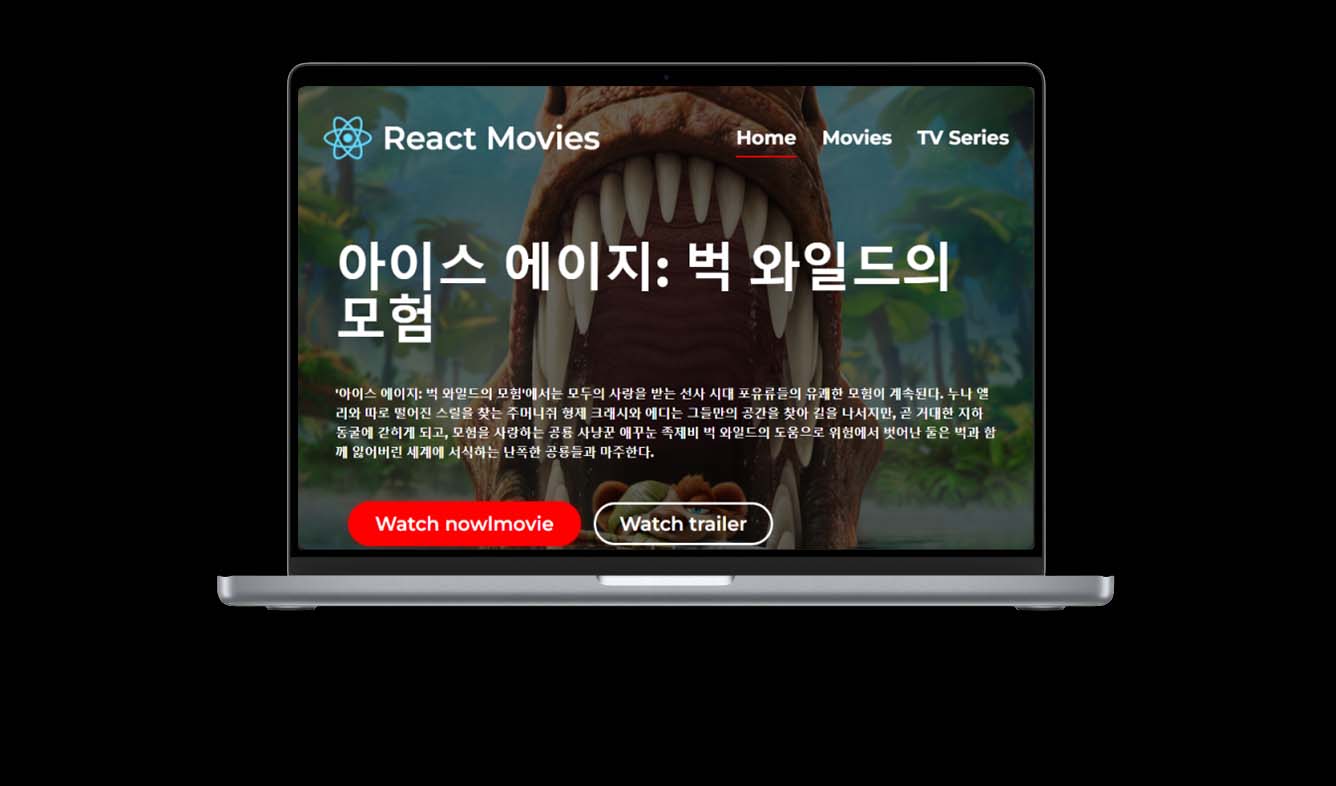 React Movies
Home Movies TV Series
아이스 에이지: 벅 와일드의
모험
'아이스 에이지: 벅 와일드의 모험'에서는 모두의 사랑을 받는 선사 시대 포유류들의 유쾌한 모험이 계속된다. 누나 엘
리와 따로 떨어진 스릴을 찾는 주머니쥐 형제 크래시와 에디는 그들만의 공간을 찾아 길을 나서지만, 곧 거대한 지하
동굴에 갇히게 되고, 모험을 사랑하는 공룡 사냥꾼 애꾸눈 족제비 벅 와일드의 도움으로 위험에서 벗어난 둘은 벅과 함
께 잃어버린 세계에 서식하는 난폭한 공룡들과 마주한다.
Watch nowlmovie Watch trailer